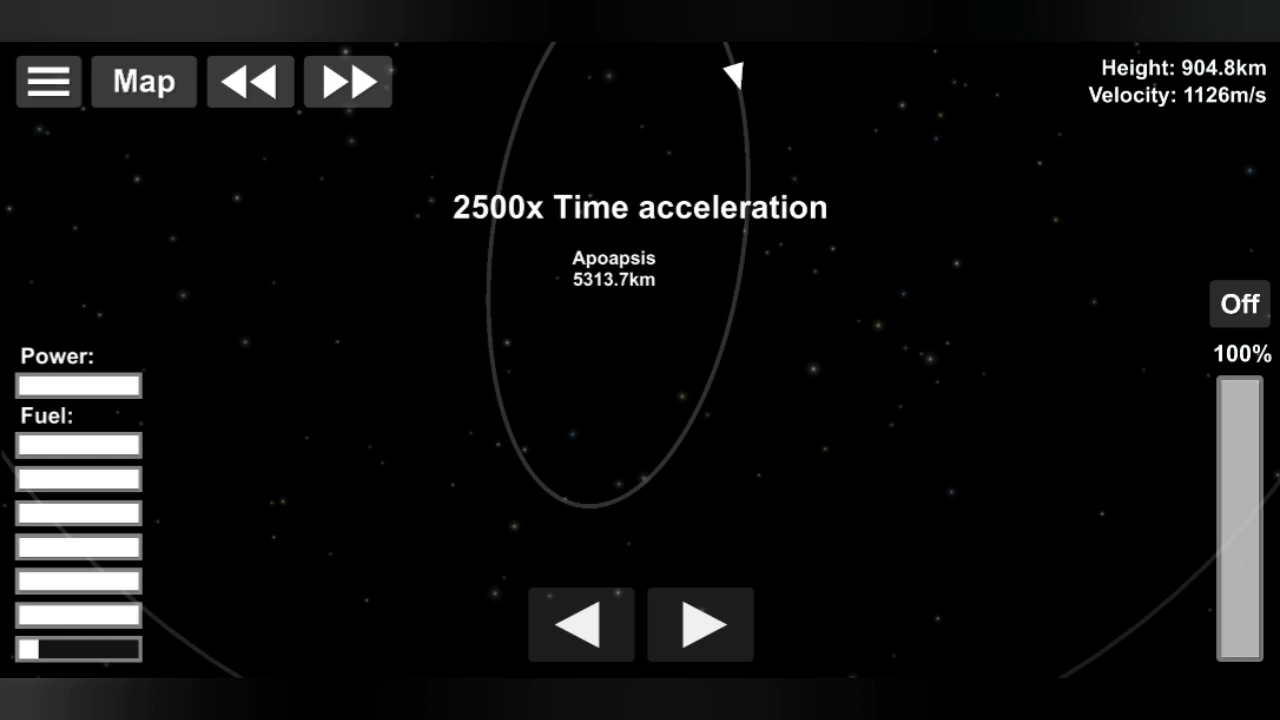 Map
Height: 904.8km
Velocity: 1126m/s
2500x Time acceleration
Apoapsis
5313.7km
Off
100%
Power:
Fuel: